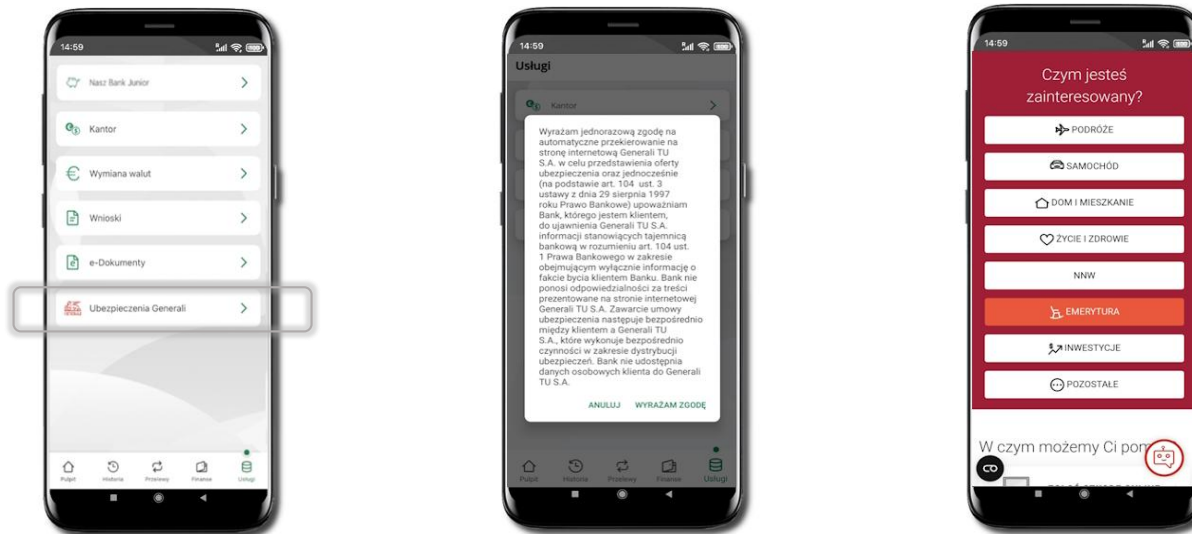 14:59
Nasz Bank Junior
Kantor
Wymiana walut
Wnioski
e-Dokumenty
Ubezpieczenia Generali
Pulpit Historia Przelewy Finanse Usługi
14:59
Usługi
Kantor
Wyrażam jednorazową zgodę na
automatyczne przekierowanie na
stronę internetową Generali TU
S.A. w celu przedstawienia oferty
ubezpieczenia oraz jednocześnie
(na podstawie art. 104 ust. 3
ustawy z dnia 29 sierpnia 1997
roku Prawo Bankowe) upoważniam
Bank, którego jestem klientem,
do ujawnienia Generali TU S.A.
informacji stanowiących tajemnicą
bankową w rozumieniu art. 104 ust.
1 Prawa Bankowego w zakresie
obejmującym wyłącznie informację o
fakcie bycia klientem Banku. Bank nie
ponosi odpowiedzialności za treści
prezentowane na stronie internetowej
Generali TU S.A. Zawarcie umowy
ubezpieczenia następuje bezpośrednio
między klientem a Generali TU
S.A., które wykonuje bezpośrednio
czynności w zakresie dystrybucji
ubezpieczeń. Bank nie udostępnia
danych osobowych klienta do Generali
TU S.A.
ANULUJ WYRAŻAM ZGODĘ
Pulpit Historia Przelewy Finanse Usługi
14:59
Czym jesteś
zainteresowany?
PODRÓŻE
SAMOCHÓD
DOM I MIESZKANIE
ŻYCIE I ZDROWIE
NNW
EMERYTURA
INWESTYCJE
POZOSTAŁE
W czym możemy Ci pom